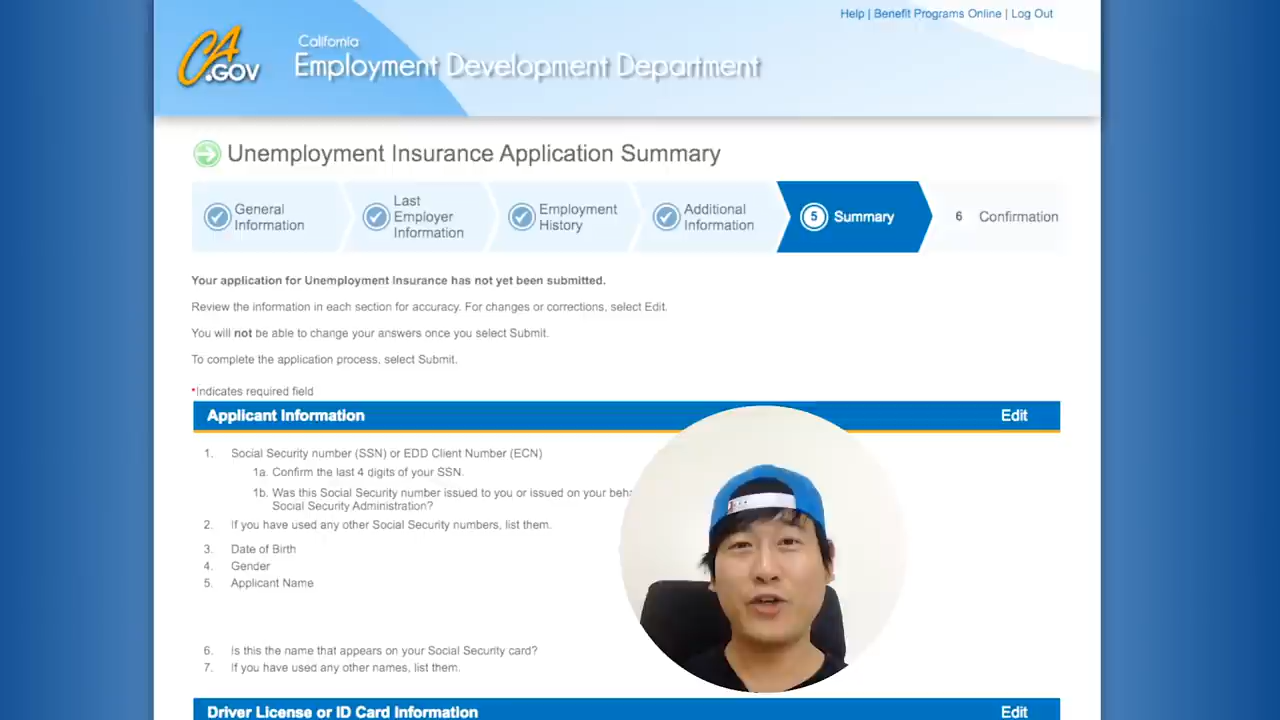 Help | Benefit Programs Online | Log Out
CA
.GOV
California
Employment Development Department
Unemployment Insurance Application Summary
General
Information
Last
Employer
Information
Employment
History
Additional
Information
5 Summary
6 Confirmation
Your application for Unemployment Insurance has not yet been submitted.
Review the information in each section for accuracy. For changes or corrections, select Edit.
You will not be able to change your answers once you select Submit.
To complete the application process, select Submit.
*Indicates required field
Applicant Information Edit
1. Social Security number (SSN) or EDD Client Number (ECN)
1a. Confirm the last 4 digits of your SSN.
1b. Was this Social Security number issued to you or issued on your
Social Security Administration?
2. If you have used any other Social Security numbers, list them.
3. Date of Birth
4. Gender
5. Applicant Name
6. Is this the name that appears on your Social Security card?
7. If you have used any other names, list them.
Driver License or ID Card Information Edit